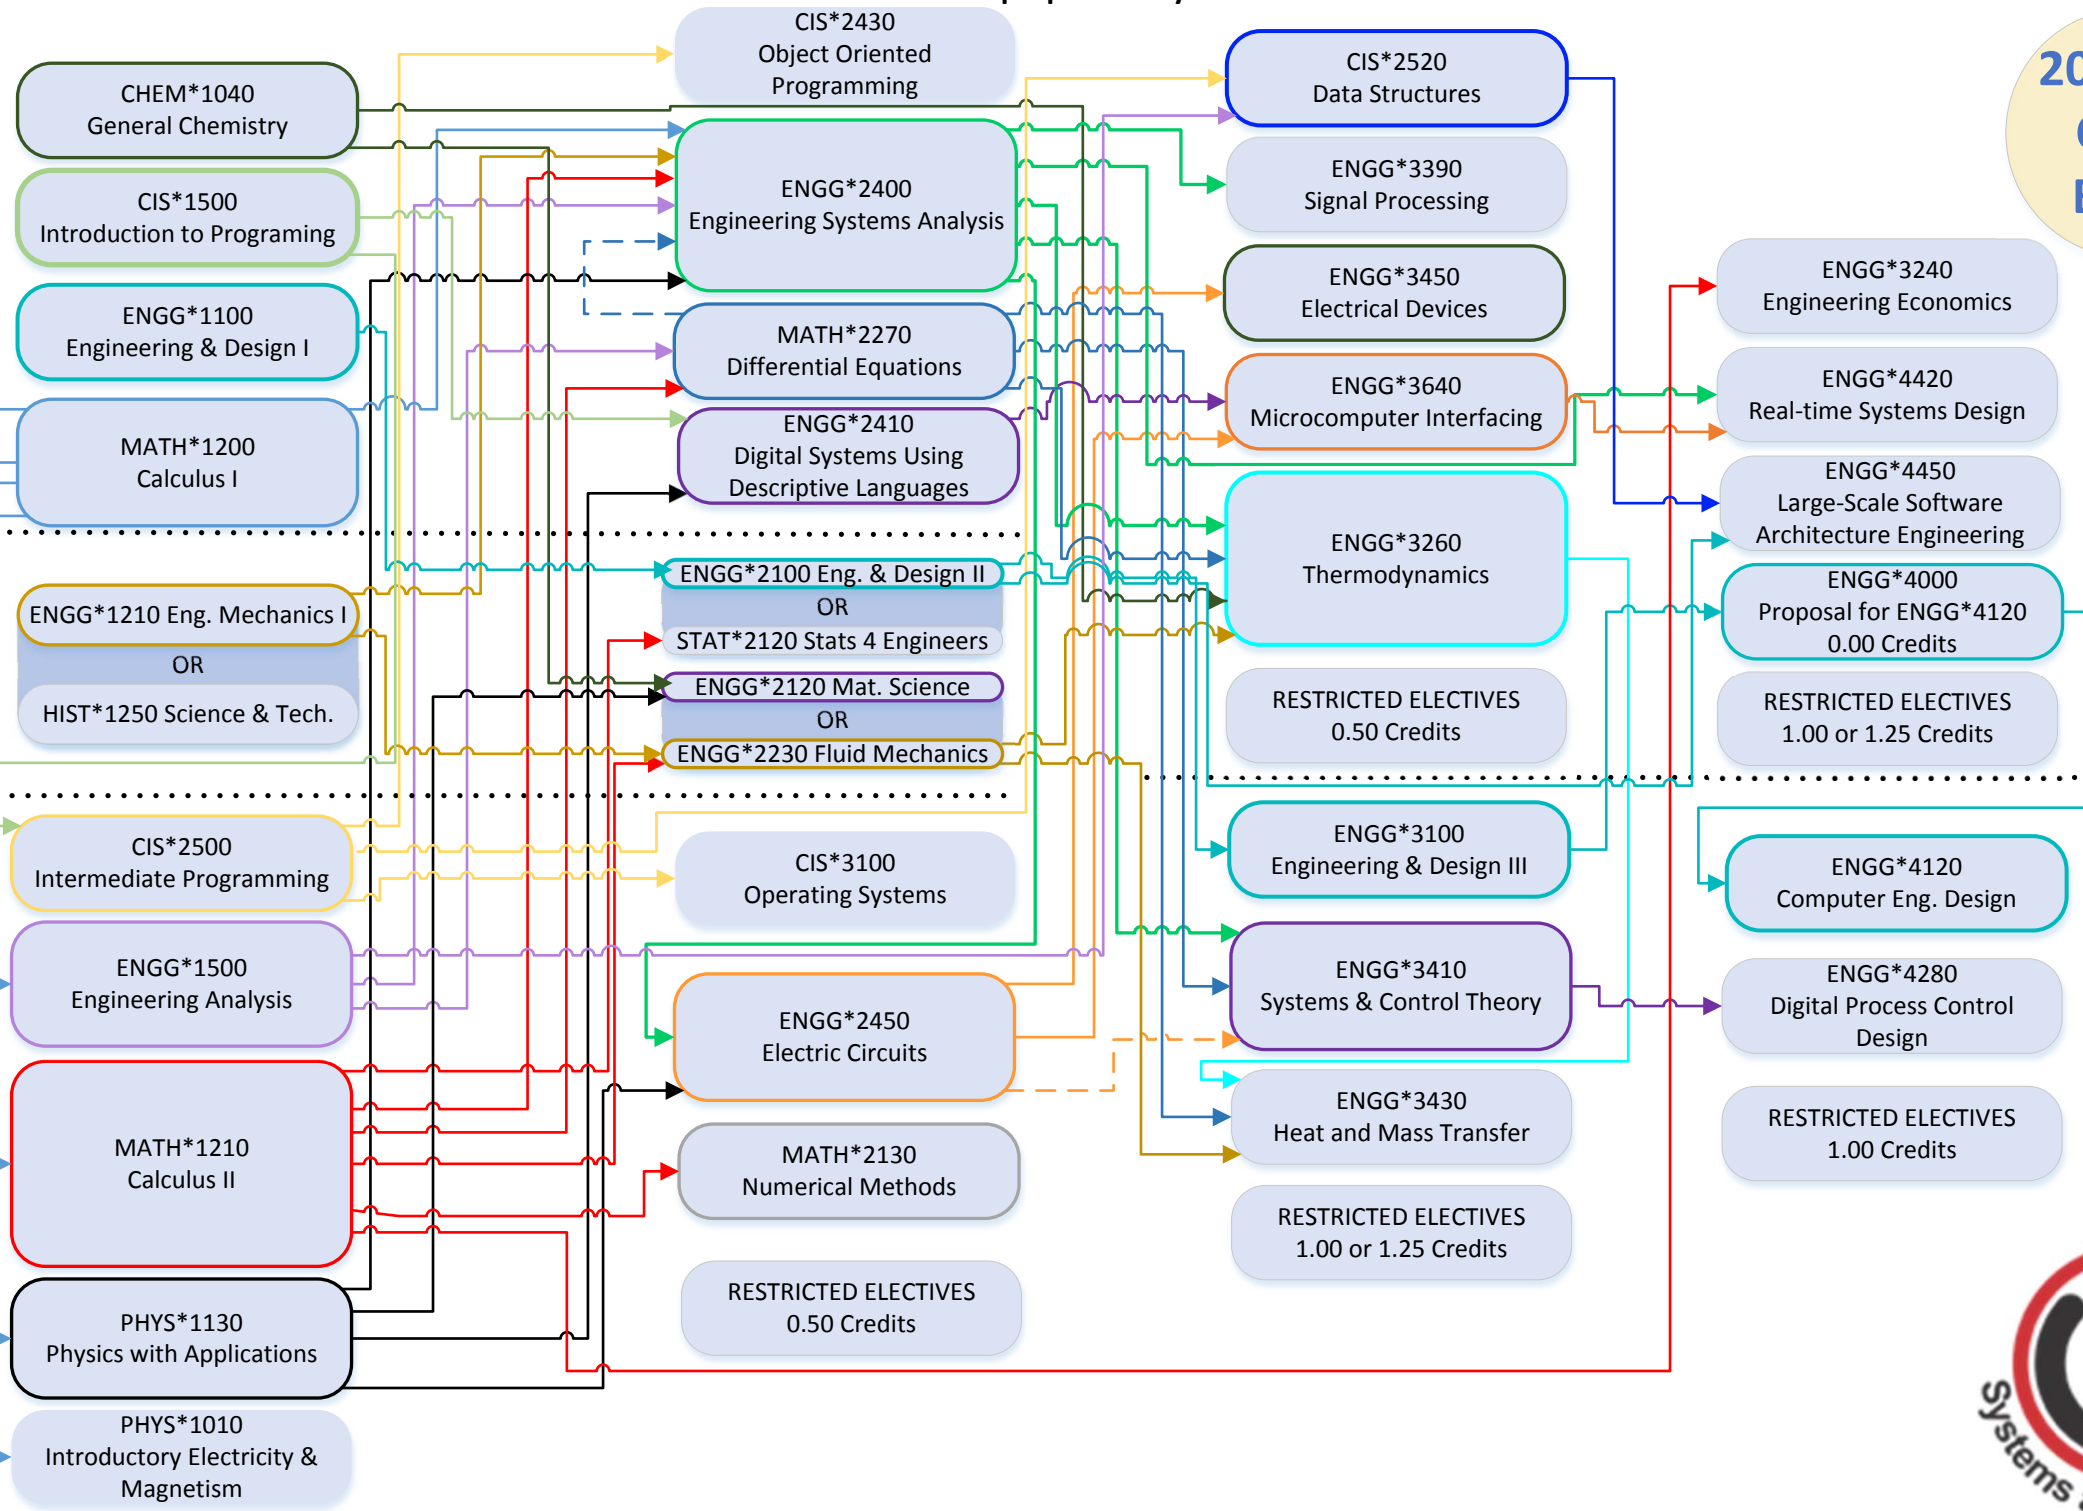 CHEM*1040
General Chemistry
CIS*1500
Introduction to Programing
ENGG*1100
Engineering & Design I
MATH*1200
Calculus I
ENGG*1210 Eng. Mechanics I
OR
HIST*1250 Science & Tech.
CIS*2500
Intermediate Programming
ENGG*1500
Engineering Analysis
MATH*1210
Calculus II
PHYS*1130
Physics with Applications
PHYS*1010
Introductory Electricity &
Magnetism
CIS*2430
Object Oriented
Programming
ENGG*2400
Engineering Systems Analysis
MATH*2270
Differential Equations
ENGG*2410
Digital Systems Using
Descriptive Languages
ENGG*2100 Eng. & Design II
OR
STAT*2120 Stats 4 Engineers
ENGG*2120 Mat. Science
OR
ENGG*2230 Fluid Mechanics
CIS*3100
Operating Systems
ENGG*2450
Electric Circuits
MATH*2130
Numerical Methods
RESTRICTED ELECTIVES
0.50 Credits
CIS*2520
Data Structures
ENGG*3390
Signal Processing
ENGG*3450
Electrical Devices
ENGG*3640
Microcomputer Interfacing
ENGG*3260
Thermodynamics
RESTRICTED ELECTIVES
0.50 Credits
ENGG*3100
Engineering & Design III
ENGG*3410
Systems & Control Theory
ENGG*3430
Heat and Mass Transfer
RESTRICTED ELECTIVES
1.00 or 1.25 Credits
20
ENGG*3240
Engineering Economics
ENGG*4420
Real-time Systems Design
ENGG*4450
Large-Scale Software
Architecture Engineering
ENGG*4000
Proposal for ENGG*4120
0.00 Credits
RESTRICTED ELECTIVES
1.00 or 1.25 Credits
ENGG*4120
Computer Eng. Design
ENGG*4280
Digital Process Control
Design
RESTRICTED ELECTIVES
1.00 Credits
Systems